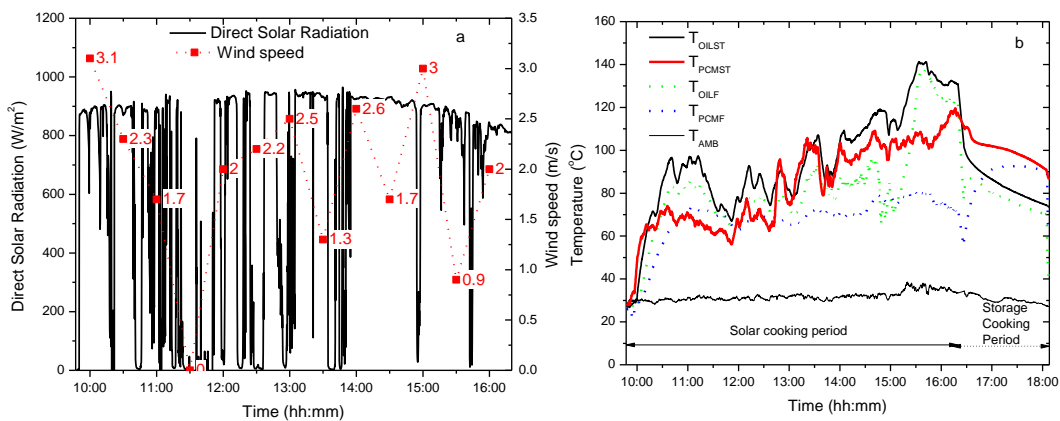 a
Direct Solar Radiation
Wind speed
Direct Solar Radiation (W/m²)
1200
1000
800
600
400
200
0
3.1
2.3
1.7
0
2
2.2
2.5
1.3
2.6
1.7
3
0.9
2
3.5
3.0
2.5
2.0
1.5
1.0
0.5
0.0
Wind speed (m/s)
10:00 11:00 12:00 13:00 14:00 15:00 16:00
Time (hh:mm)
b
T_OILST
T_PCMST
T_OILF
T_PCMF
T_AMB
Temperature (°C)
160
140
120
100
80
60
40
20
0
Solar cooking period
Storage
Cooking
Period
10:00 11:00 12:00 13:00 14:00 15:00 16:00 17:00 18:00
Time (hh:mm)